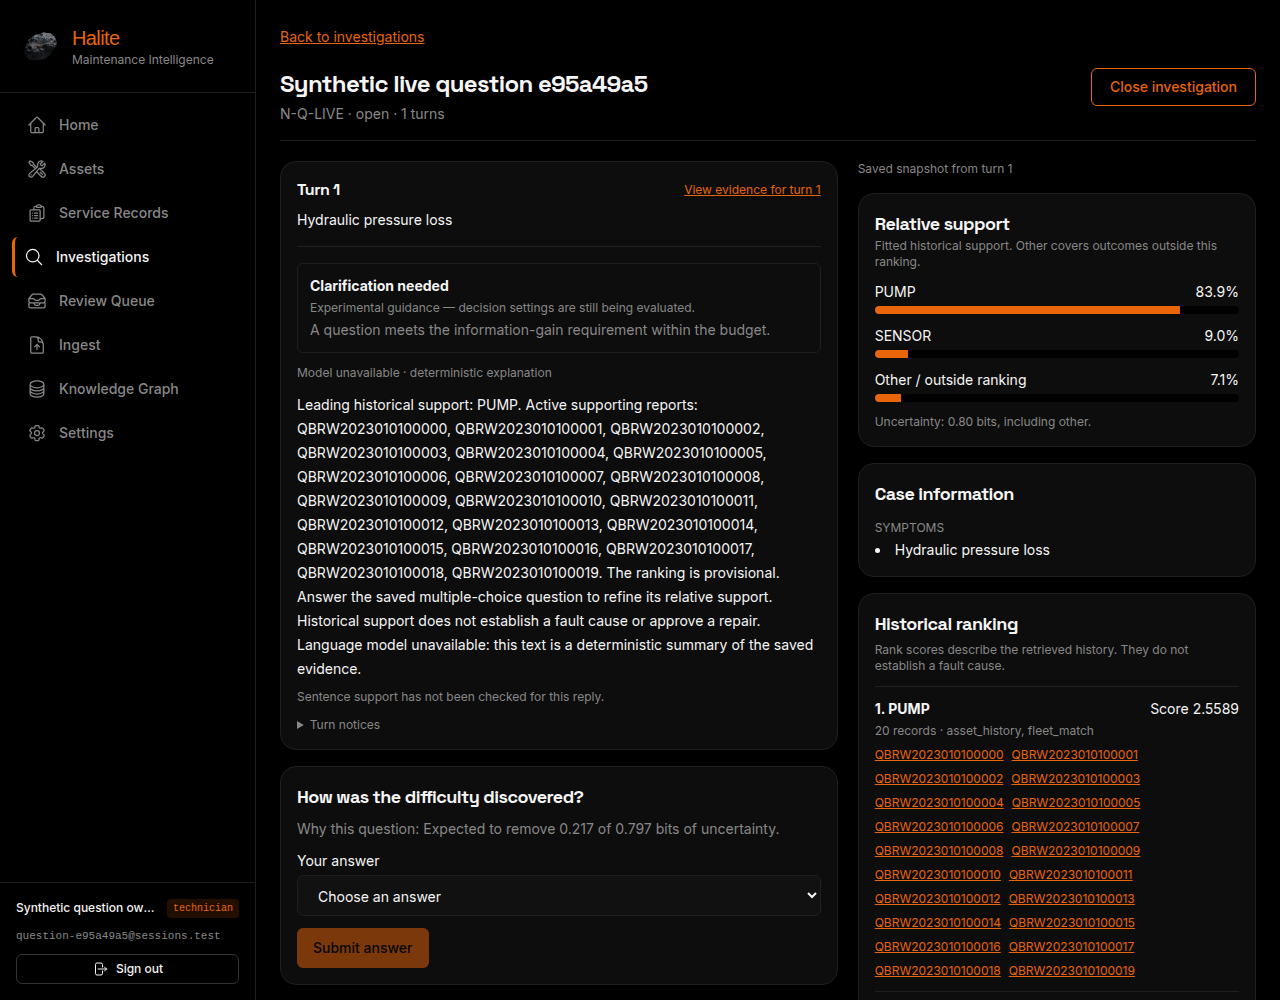 Halite
Maintenance Intelligence
Home
Assets
Service Records
Investigations
Review Queue
Ingest
Knowledge Graph
Settings
Synthetic question ow...
technician
question-e95a49a5@sessions.test
Sign out
Back to investigations
Synthetic live question e95a49a5
N-Q-LIVE · open · 1 turns
Close investigation
Turn 1
View evidence for turn 1
Hydraulic pressure loss
Clarification needed
Experimental guidance — decision settings are still being evaluated.
A question meets the information-gain requirement within the budget.
Model unavailable · deterministic explanation
Leading historical support: PUMP. Active supporting reports:
QBRW2023010100000, QBRW2023010100001, QBRW2023010100002,
QBRW2023010100003, QBRW2023010100004, QBRW2023010100005,
QBRW2023010100006, QBRW2023010100007, QBRW2023010100008,
QBRW2023010100009, QBRW2023010100010, QBRW2023010100011,
QBRW2023010100012, QBRW2023010100013, QBRW2023010100014,
QBRW2023010100015, QBRW2023010100016, QBRW2023010100017,
QBRW2023010100018, QBRW2023010100019. The ranking is provisional.
Answer the saved multiple-choice question to refine its relative support.
Historical support does not establish a fault cause or approve a repair.
Language model unavailable: this text is a deterministic summary of the saved
evidence.
Sentence support has not been checked for this reply.
Turn notices
How was the difficulty discovered?
Why this question: Expected to remove 0.217 of 0.797 bits of uncertainty.
Your answer
Choose an answer
Submit answer
Saved snapshot from turn 1
Relative support
Fitted historical support. Other covers outcomes outside this
ranking.
PUMP 83.9%
SENSOR 9.0%
Other / outside ranking 7.1%
Uncertainty: 0.80 bits, including other.
Case information
SYMPTOMS
Hydraulic pressure loss
Historical ranking
Rank scores describe the retrieved history. They do not
establish a fault cause.
1. PUMP Score 2.5589
20 records · asset_history, fleet_match
QBRW2023010100000 QBRW2023010100001
QBRW2023010100002 QBRW2023010100003
QBRW2023010100004 QBRW2023010100005
QBRW2023010100006 QBRW2023010100007
QBRW2023010100008 QBRW2023010100009
QBRW2023010100010 QBRW2023010100011
QBRW2023010100012 QBRW2023010100013
QBRW2023010100014 QBRW2023010100015
QBRW2023010100016 QBRW2023010100017
QBRW2023010100018 QBRW2023010100019